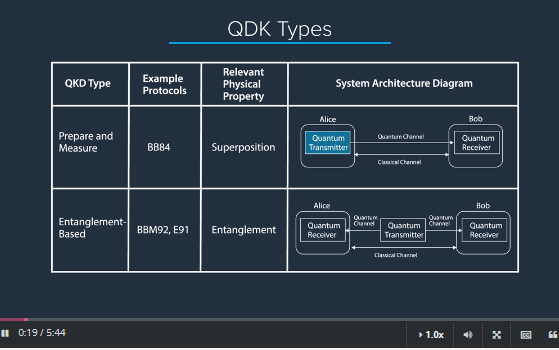 QDK Types
QKD Type
Example
Protocols
Relevant
Physical
Property
System Architecture Diagram
Prepare and
Measure
BB84
Superposition
Alice
Bob
Quantum
Transmitter
Quantum Channel
Classical Channel
Quantum
Receiver
Entanglement-
Based
BBM92, E91
Entanglement
Alice
Bob
Quantum
Receiver
Quantum
Channel
Quantum
Transmitter
Quantum
Channel
Quantum
Receiver
Classical Channel
0:19 / 5:44
1.0x